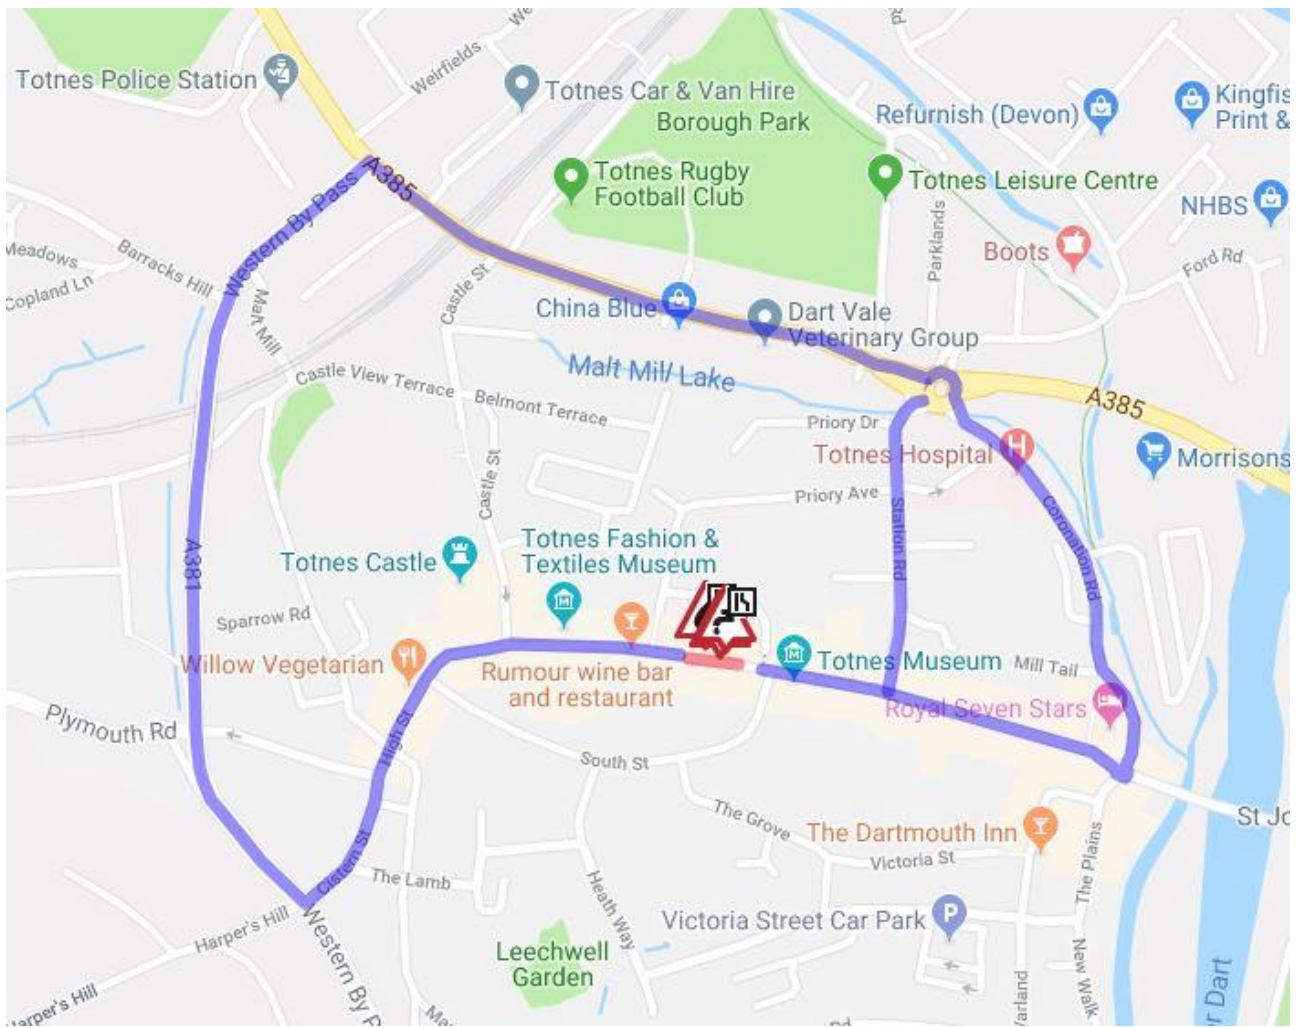 We
Rd
Weirfields
Totnes Police Station
Totnes Car & Van Hire
Borough Park
Refurnish (Devon)
Kingfis
Print &
A385
Totnes Rugby
Football Club
Totnes Leisure Centre
NHBS
Western By Pass
Parklands
Boots
Meadows
Barracks Hill
Ford Rd
Copland Ln
Malt Mill
Castle St
China Blue
Dart Vale
Veterinary Group
Malt Mill Lake
Castle View Terrace
Belmont Terrace
A385
Priory Dr
Totnes Hospital
H
Morrisons
Castle St
Priory Ave
Station Rd
Coronation Rd
Totnes Fashion &
Textiles Museum
Totnes Castle
A381
M
Sparrow Rd
Willow Vegetarian
Rumour wine bar
and restaurant
M
Totnes Museum
Mill Tail
Royal Seven Stars
Plymouth Rd
High St
South St
The Grove
The Dartmouth Inn
St Jo
Victoria St
The Plains
Cistern St
The Lamb
Heath Way
Victoria Street Car Park
P
Harper's Hill
Western By P
Leechwell
Garden
New Walk
arland
r Dart
arper's Hill
Ma
Rd